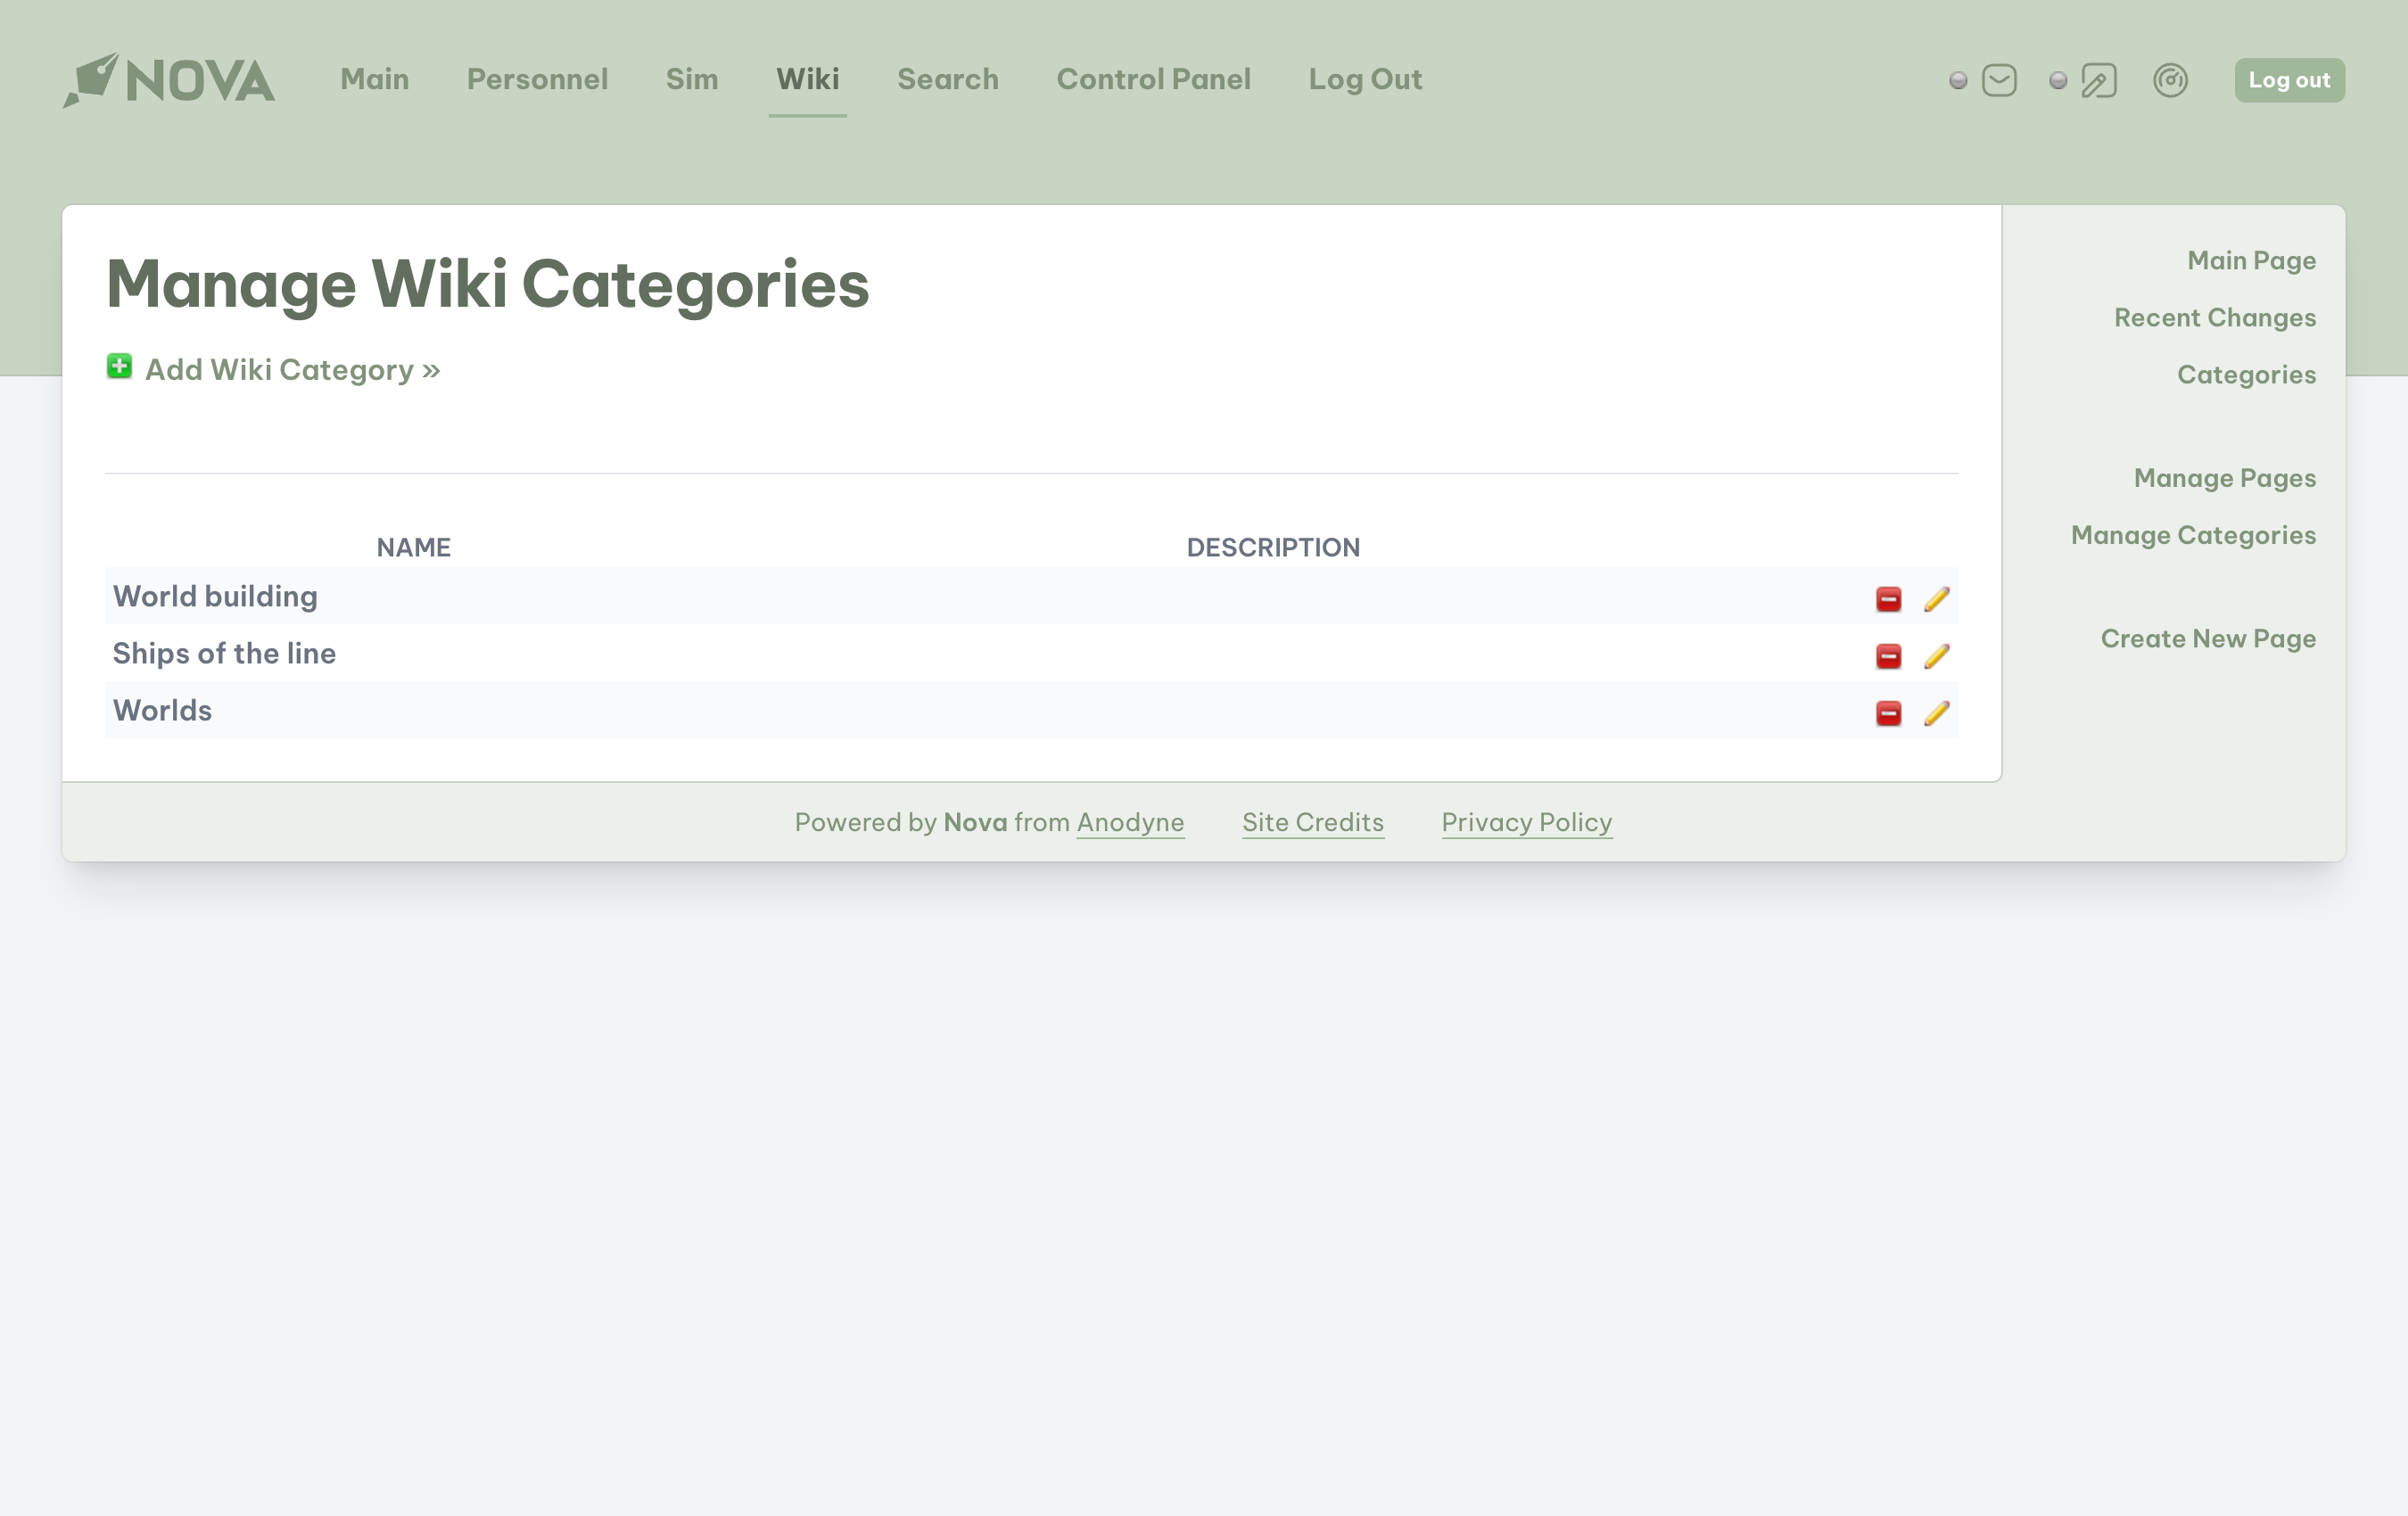 NOVA Main Personnel Sim Wiki Search Control Panel Log Out Log out
Manage Wiki Categories
Add Wiki Category »
NAME DESCRIPTION
World building
Ships of the line
Worlds
Main Page
Recent Changes
Categories
Manage Pages
Manage Categories
Create New Page
Powered by Nova from Anodyne Site Credits Privacy Policy